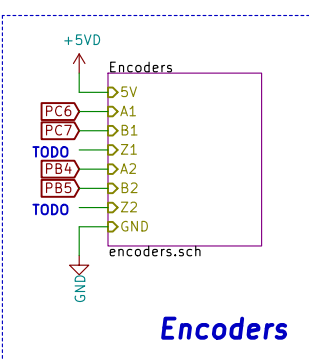 +5VD
Encoders
5V
PC6 A1
PC7 B1
TODO Z1
PB4 A2
PB5 B2
TODO Z2
GND
encoders.sch
GND
Encoders